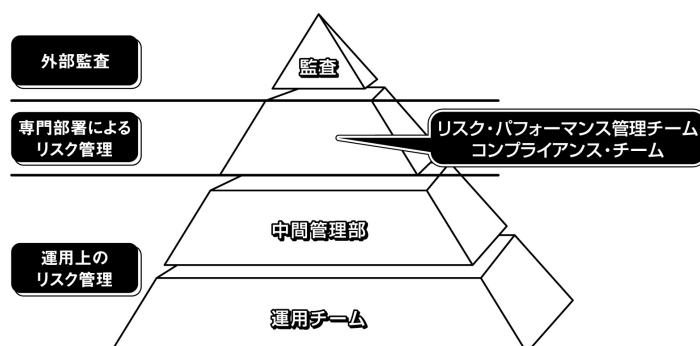 外部監査
監査
専門部署による
リスク管理
リスク・パフォーマンス管理チーム
コンプライアンス・チーム
中間管理部
運用上の
リスク管理
運用チーム